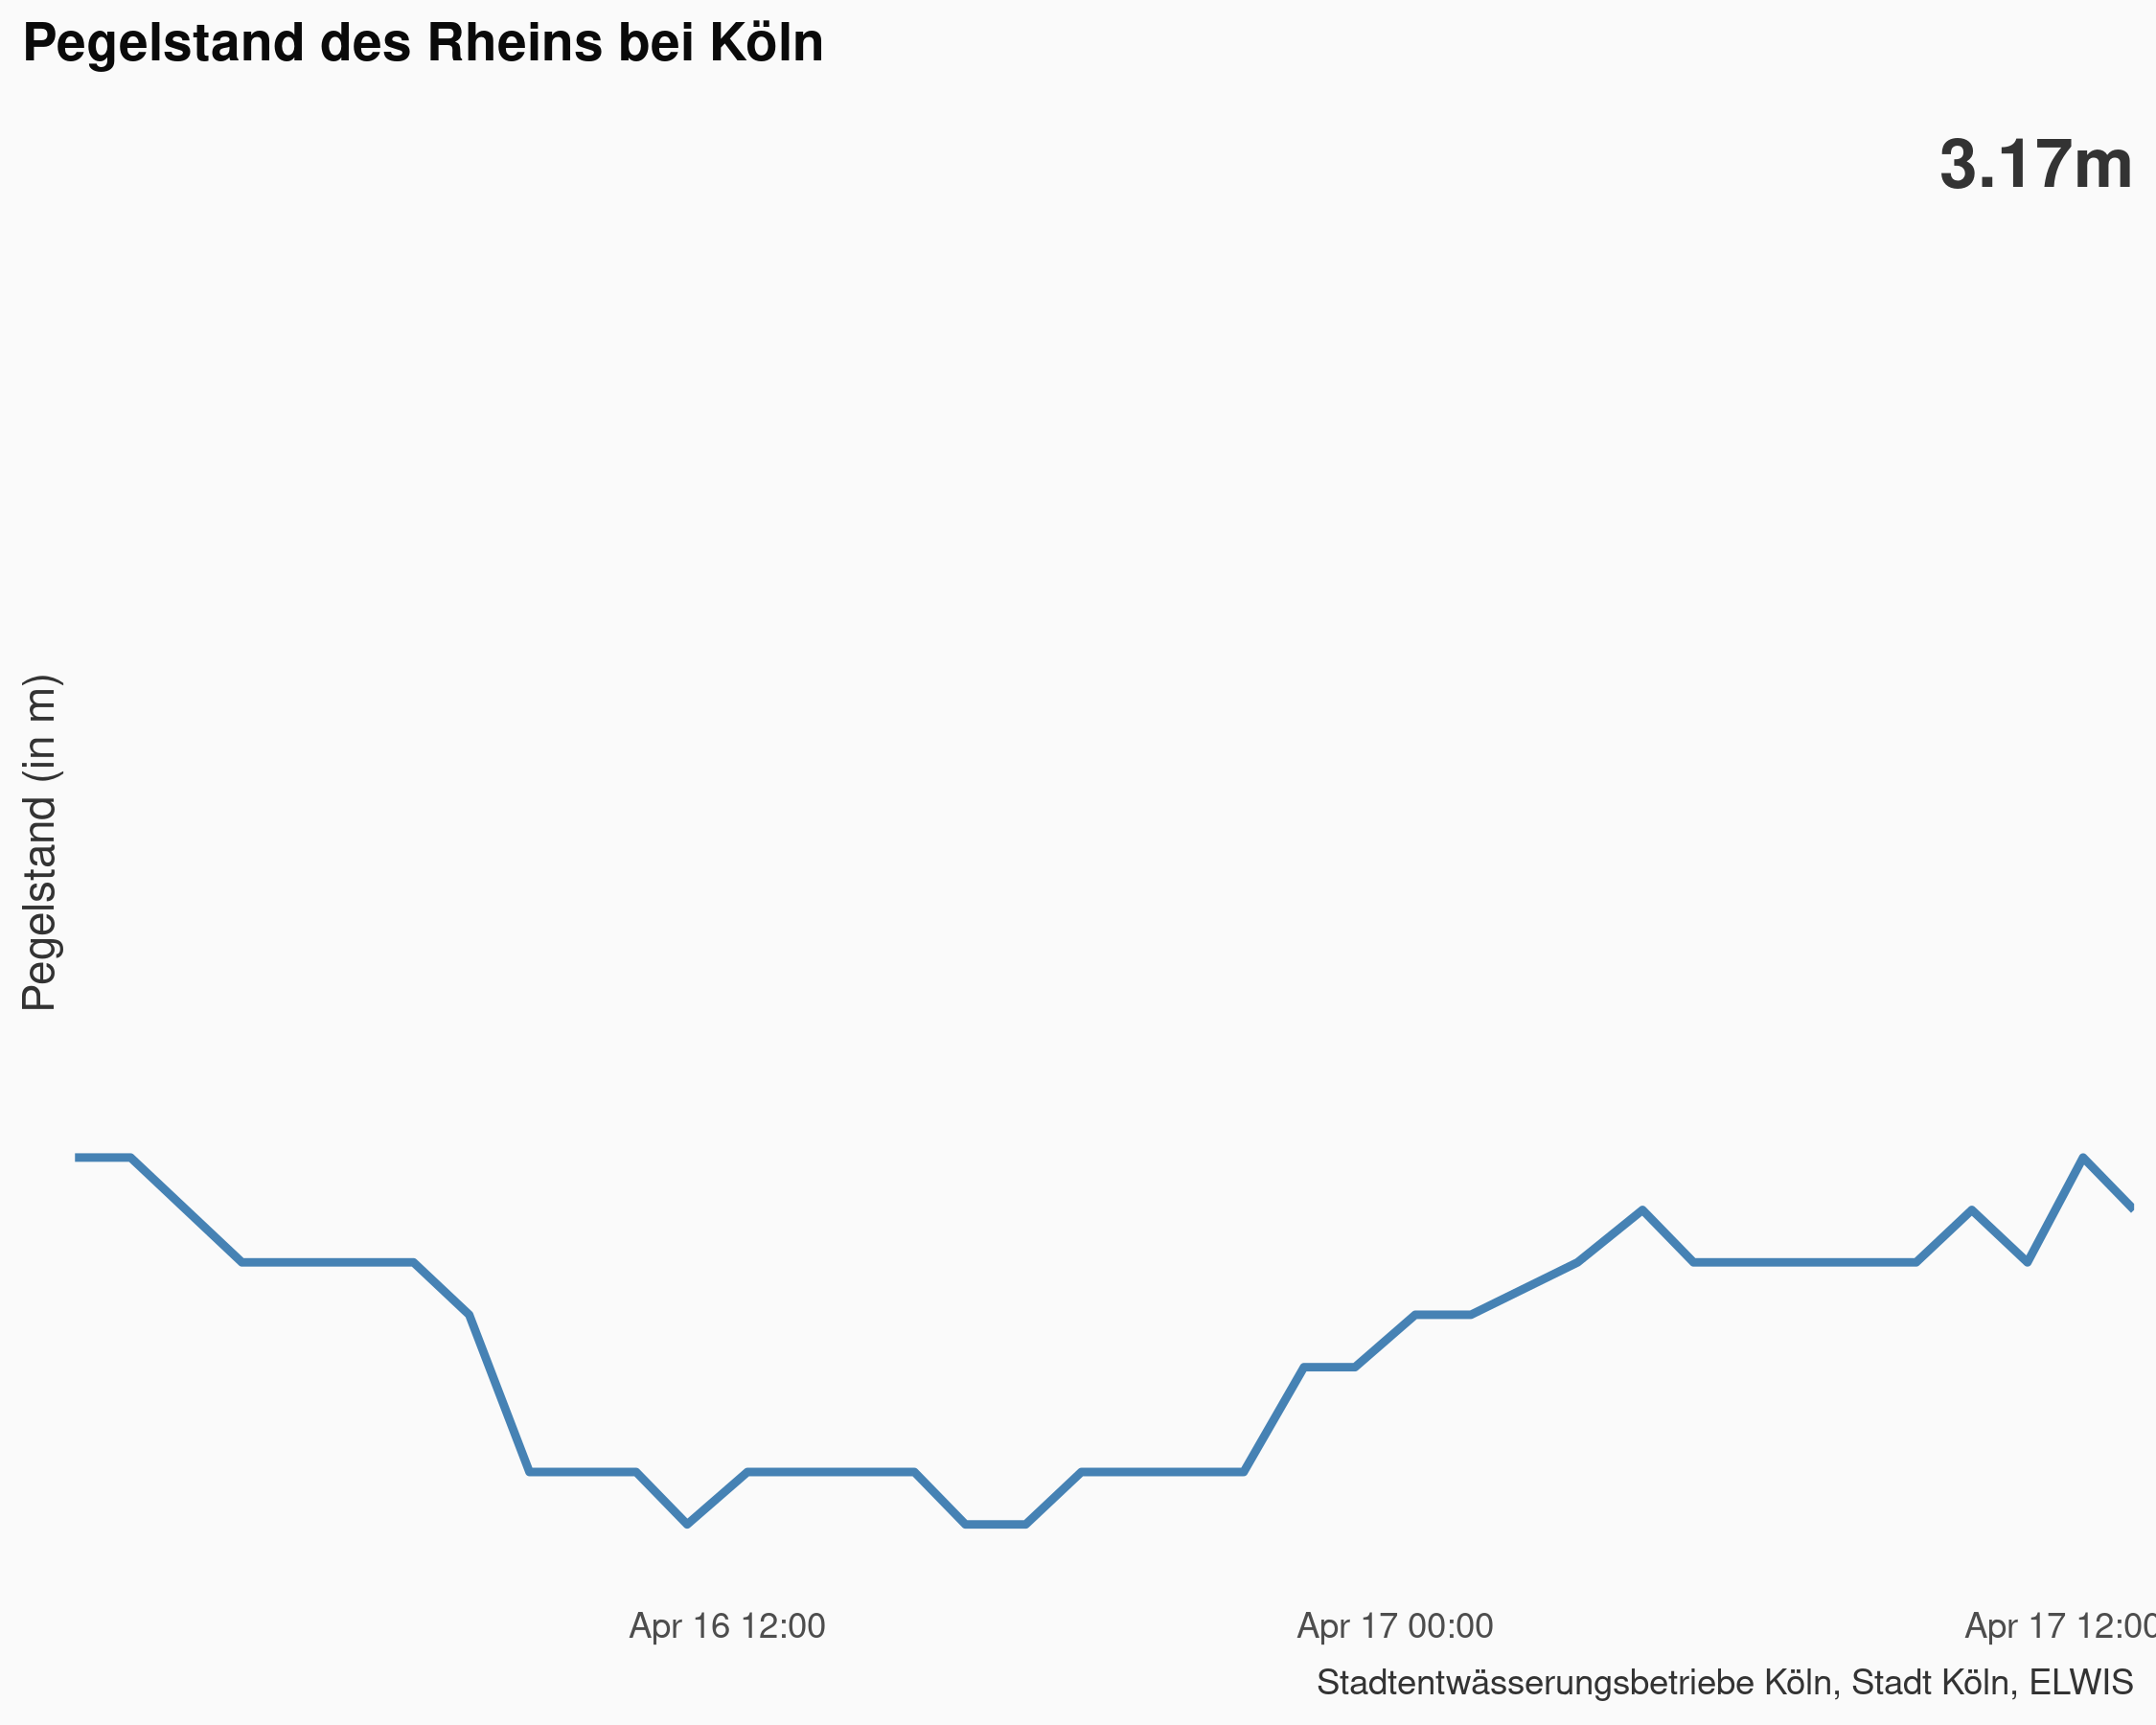 Pegelstand des Rheins bei Köln
3.17m
Pegelstand (in m)
Apr 16 12:00
Apr 17 00:00
Apr 17 12:00
Stadtentwässerungsbetriebe Köln, Stadt Köln, ELWIS